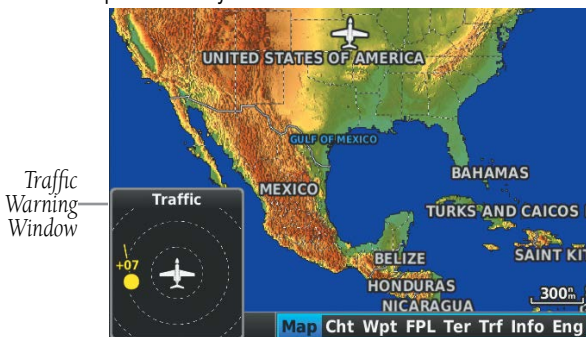 UNITED STATES OF AMERICA
GULF OF MEXICO
BAHAMAS
MEXICO
TURKS AND CAICOS
BELIZE
SAINT KI
HONDURAS
NICARAGUA
300
Traffic
Warning
Window
Traffic
+07
Map Cht Wpt FPL Ter Trf Info Eng